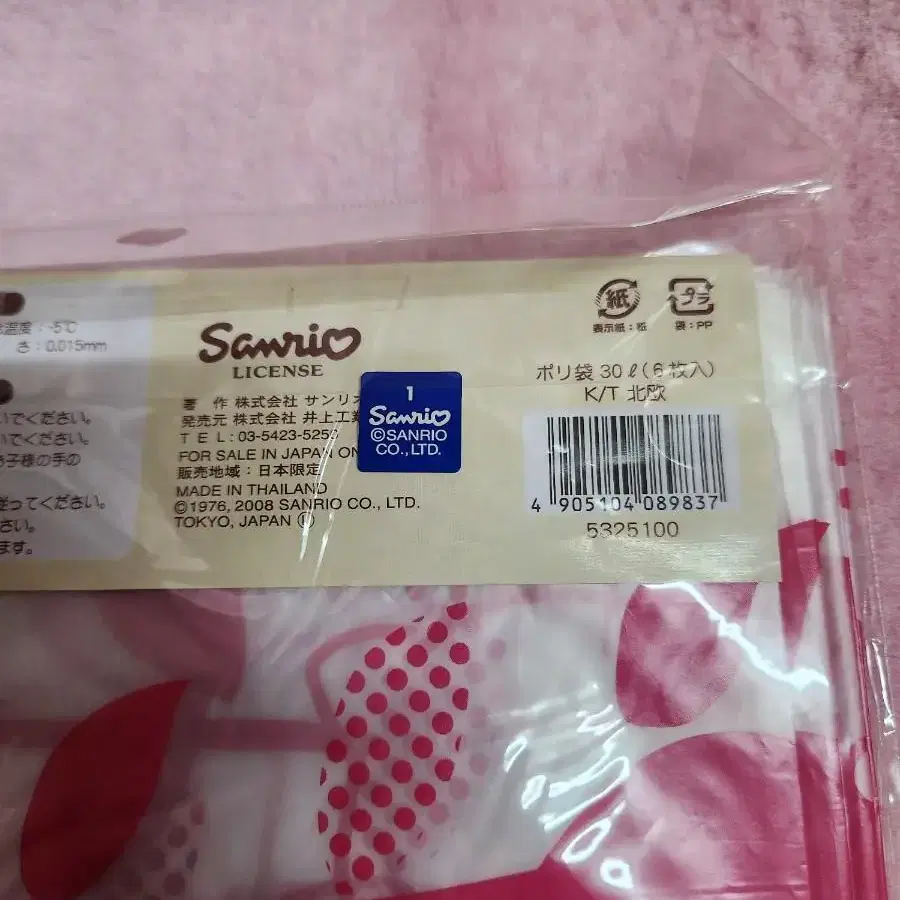 温度:-5℃
さ:0.015mm
いでください。
いでください。
子様の手の
従ってください。
さい。
ます。
Sanrio
LICENSE
著 作 株式会社 サンリオ
発売元 株式会社 井上工
TEL:03-5423-525
FOR SALE IN JAPAN ON
販売地域:日本限定
MADE IN THAILAND
©1976, 2008 SANRIO CO., LTD.
TOKYO, JAPAN Ⓛ
1
Sanrio
©SANRIO
CO.,LTD.
紙
表示紙:紙
プラ
袋:PP
ポリ袋 30ℓ(6枚入)
K/T 北欧
4 905104 089837
5325100